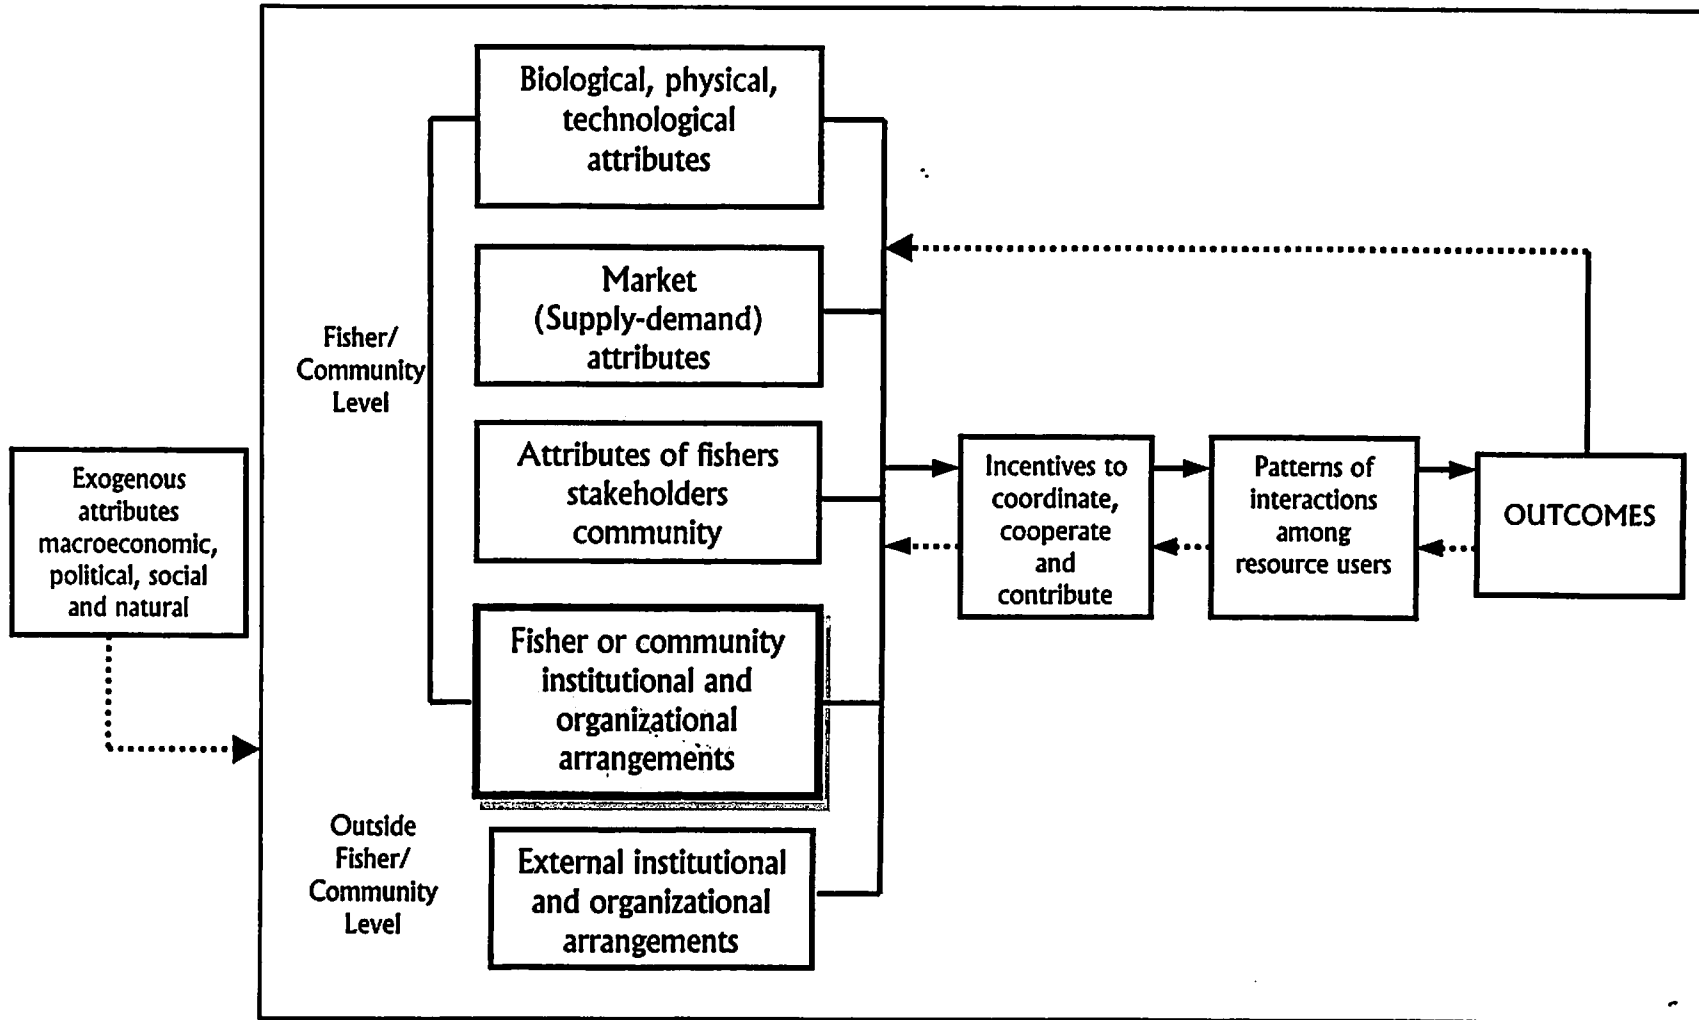 Biological, physical,
technological
attributes
Market
(Supply-demand)
attributes
Fisher/
Community
Level
Attributes of fishers
stakeholders
community
Exogenous
attributes
macroeconomic,
political, social
and natural
Incentives to
coordinate,
cooperate
and
contribute
Patterns of
interactions
among
resource users
OUTCOMES
Fisher or community
institutional and
organizational
arrangements
Outside
Fisher/
Community
Level
External institutional
and organizational
arrangements